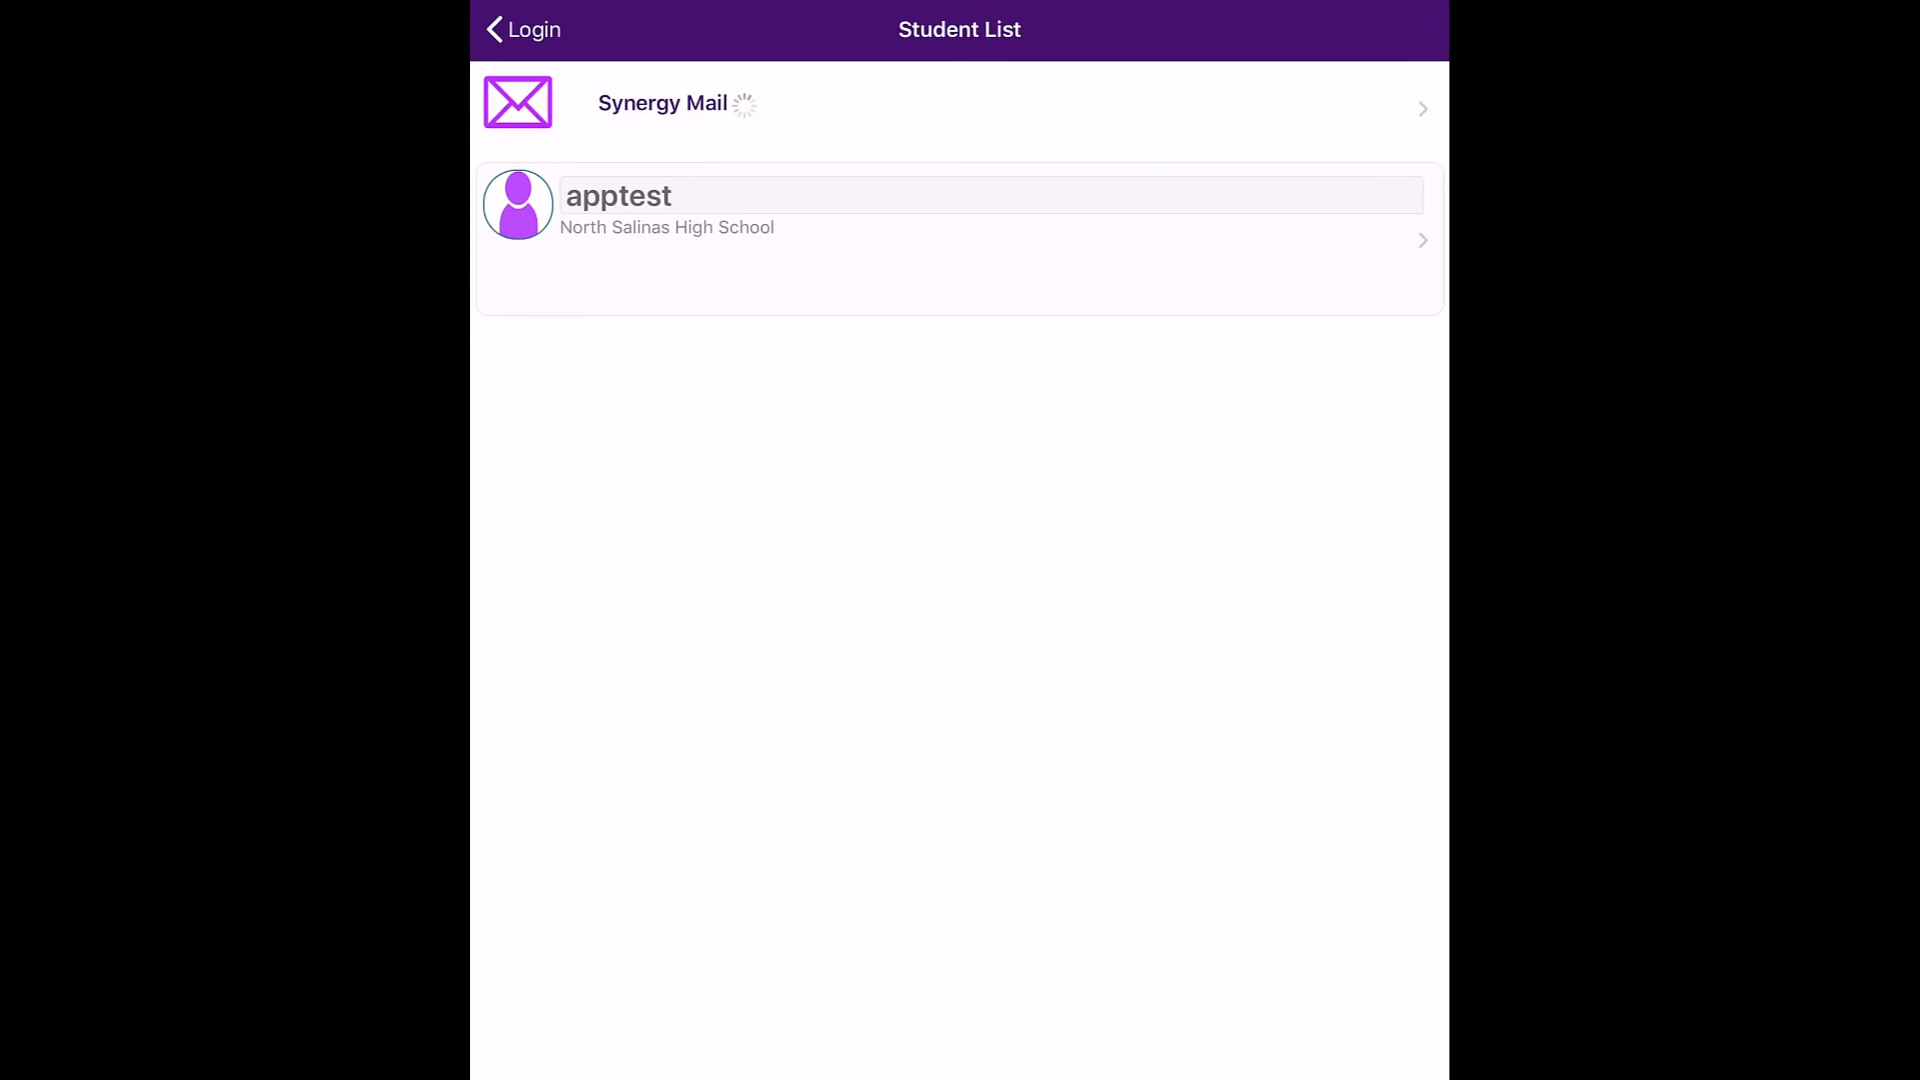 Login
Student List
Synergy Mail
apptest
North Salinas High School